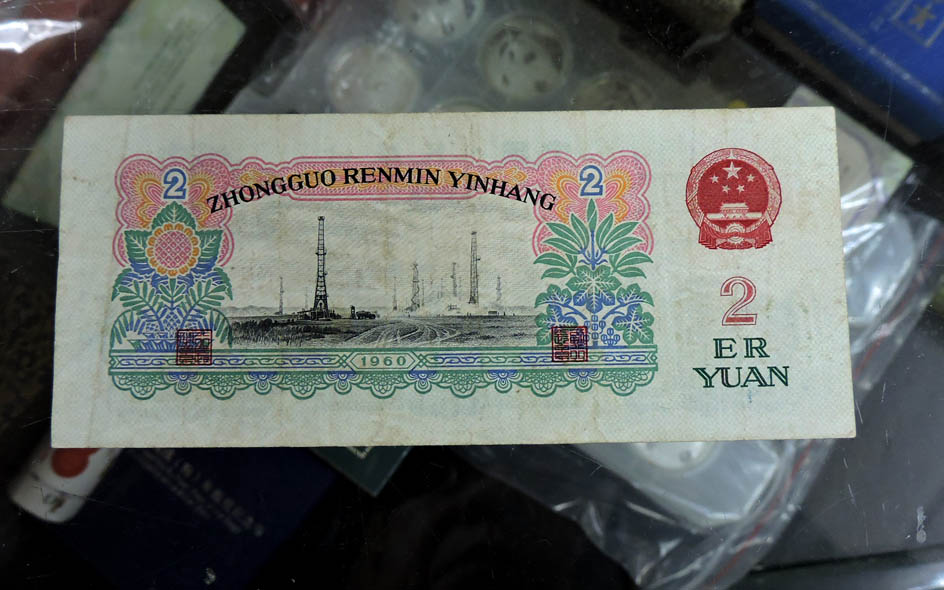 2
2
ZHONGGUO RENMIN YINHANG
1960
2
ER
YUAN